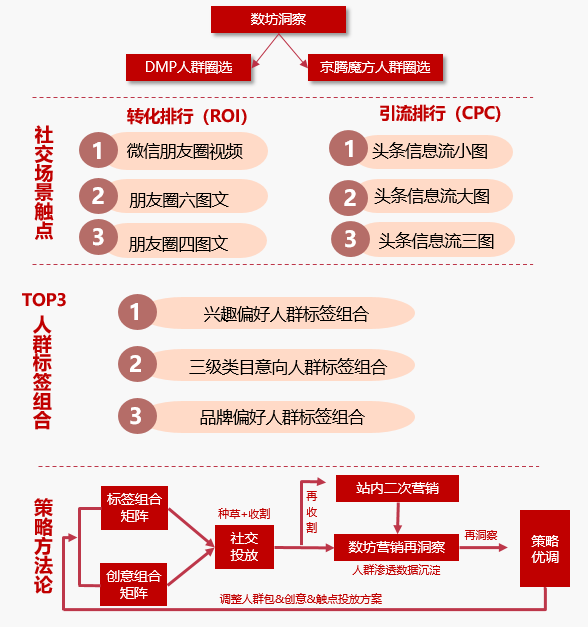 数坊洞察
DMP人群圈选
京腾魔方人群圈选
社交场景触点
转化排行（ROI）
1 微信朋友圈视频
2 朋友圈六图文
3 朋友圈四图文
引流排行（CPC）
1 头条信息流小图
2 头条信息流大图
3 头条信息流三图
TOP3
人群标签组合
1 兴趣偏好人群标签组合
2 三级类目意向人群标签组合
3 品牌偏好人群标签组合
策略方法论
标签组合
矩阵
创意组合
矩阵
种草+收割
社交
投放
再收割
站内二次营销
数坊营销再洞察
人群渗透数据沉淀
再洞察
策略
优调
调整人群包&创意&触点投放方案